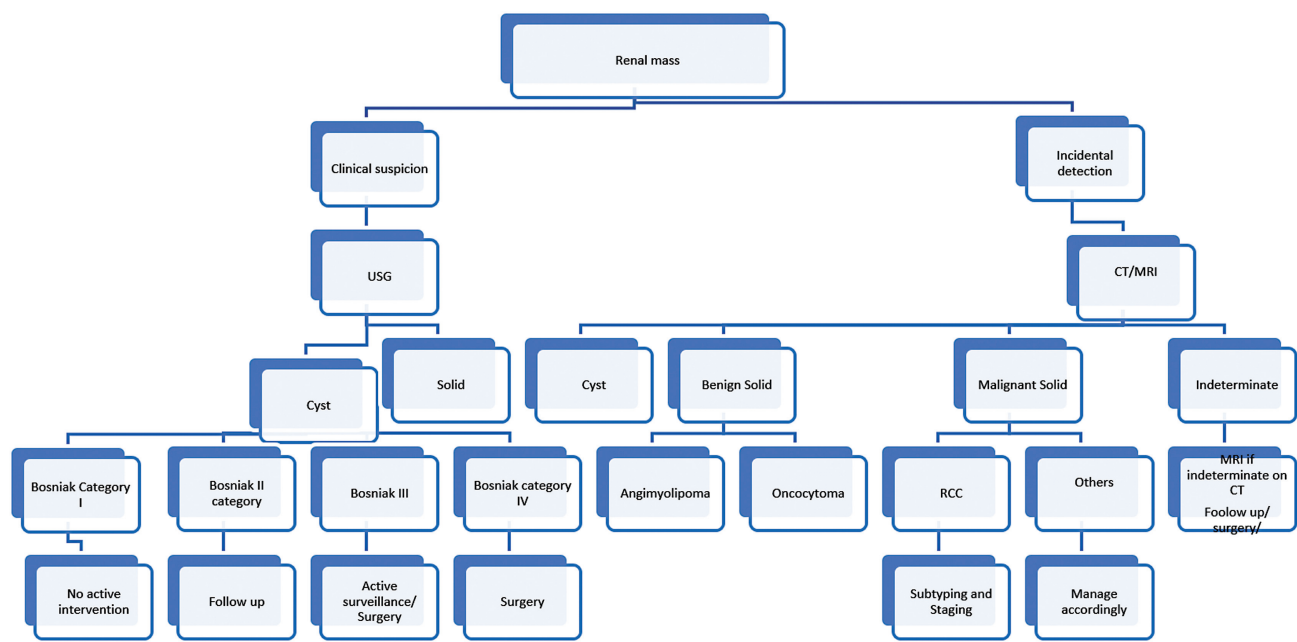 Renal mass
Clinical suspicion
Incidental
detection
USG
CT/MRI
Cyst
Solid
Cyst
Benign Solid
Malignant Solid
Indeterminate
Bosniak Category
I
Bosniak II
category
Bosniak III
Bosniak category
IV
Angimyolipoma
Oncocytoma
RCC
Others
MRI if
indeterminate on
CT
Foolow up/
surgery/
No active
intervention
Follow up
Active
surveillance/
Surgery
Surgery
Subtyping and
Staging
Manage
accordingly